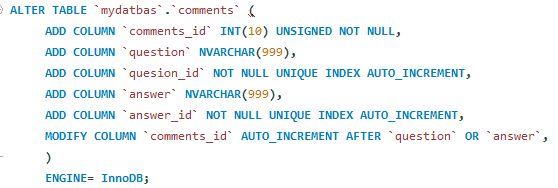 ALTER TABLE `mydatbas`.`comments` (
ADD COLUMN `comments_id` INT(10) UNSIGNED NOT NULL,
ADD COLUMN `question` NVARCHAR(999),
ADD COLUMN `quesion_id` NOT NULL UNIQUE INDEX AUTO_INCREMENT,
ADD COLUMN `answer` NVARCHAR(999),
ADD COLUMN `answer_id` NOT NULL UNIQUE INDEX AUTO_INCREMENT,
MODIFY COLUMN `comments_id` AUTO_INCREMENT AFTER `question` OR `answer`,
)
ENGINE= InnoDB;